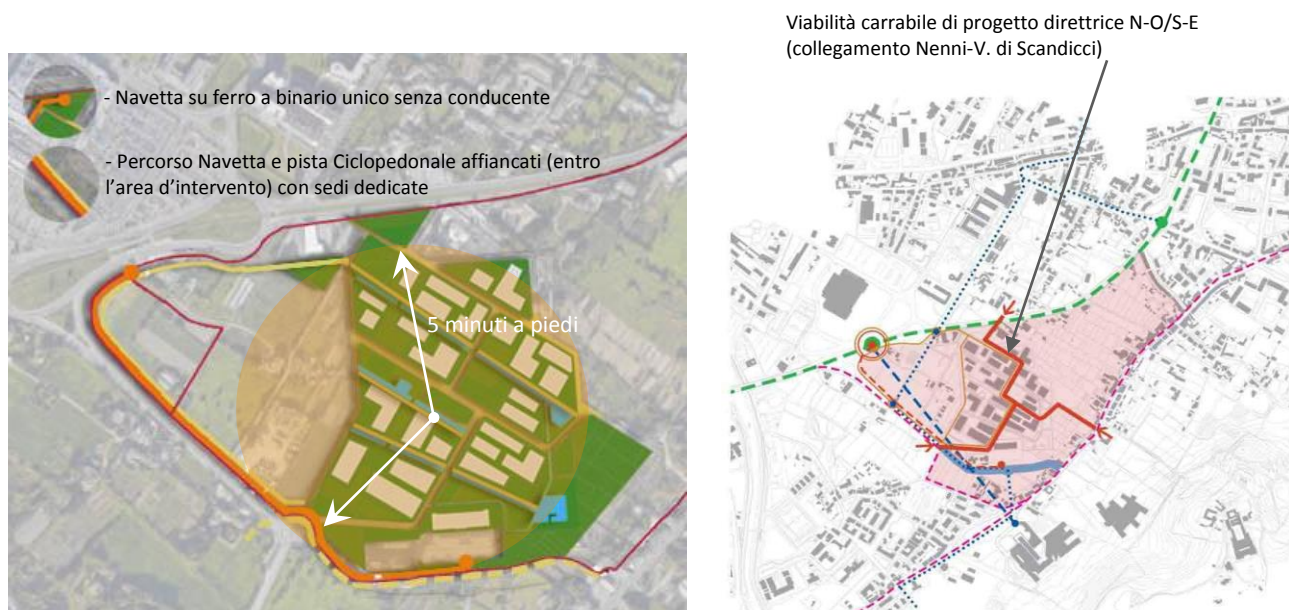 Viabilità carrabile di progetto direttrice N-O/S-E
(collegamento Nenni-V. di Scandicci)
- Navetta su ferro a binario unico senza conducente
- Percorso Navetta e pista Ciclopedonale affiancati (entro
l'area d'intervento) con sedi dedicate
5 minuti a piedi